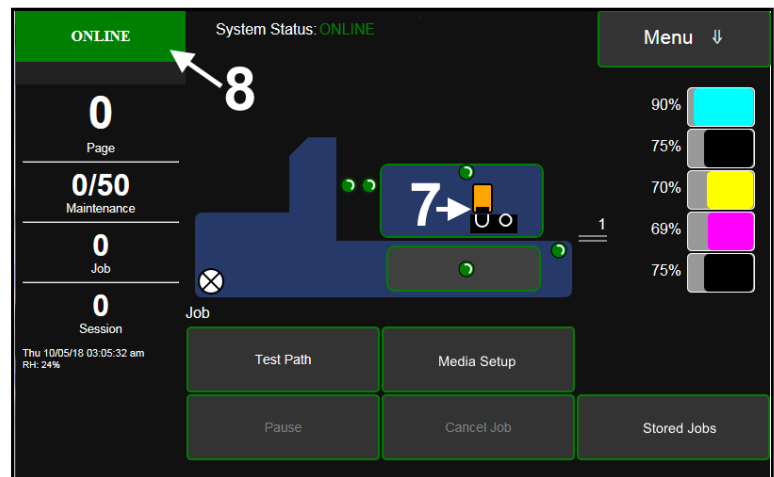 ONLINE
System Status: ONLINE
Menu ⇓
8
0
Page
0/50
Maintenance
0
Job
0
Session
Thu 10/05/18 03:05:32 am
RH: 24%
7
1
90%
75%
70%
69%
75%
Job
Test Path
Media Setup
Pause
Cancel Job
Stored Jobs